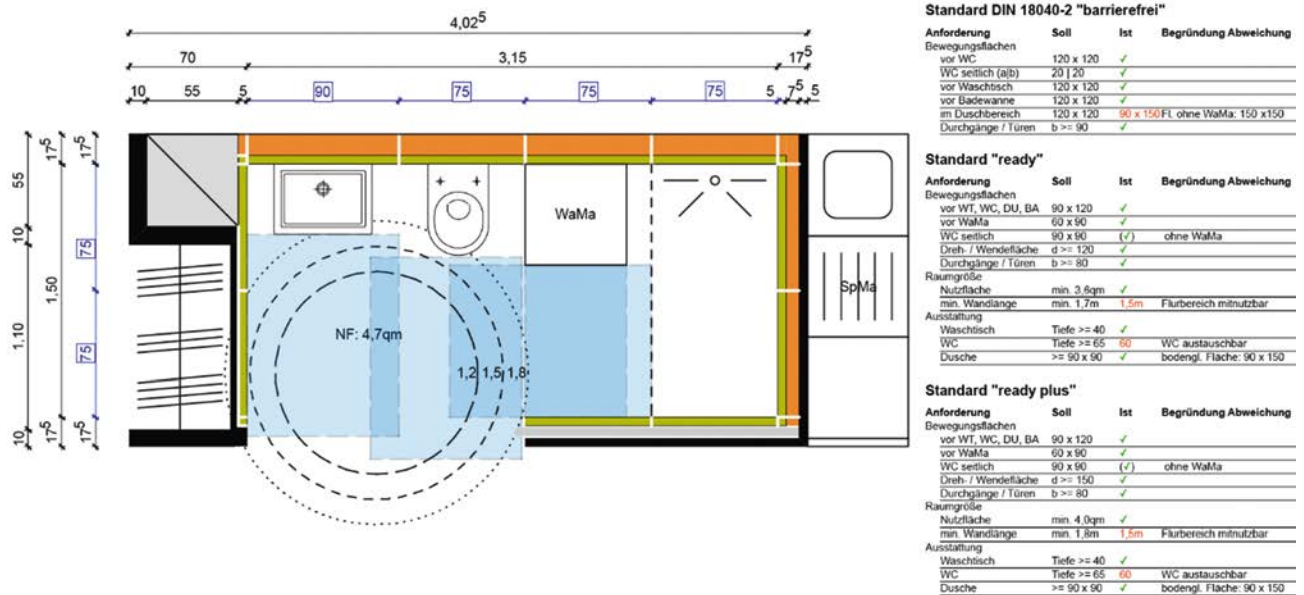 4,02⁵
70 3,15 17⁵
10 55 5 90 75 75 75 5 7⁵ 5
55 10 1,10 10
17⁵ 1,50 17⁵
17⁵ 75 75 17⁵
WaMa
SpMa
NF: 4,7qm
1,2 1,5 1,8
Standard DIN 18040-2 "barrierefrei"
Anforderung Soll Ist Begründung Abweichung
Bewegungsflächen
vor WC 120 x 120 ✓
WC seitlich (a|b) 20 | 20 ✓
vor Waschtisch 120 x 120 ✓
vor Badewanne 120 x 120 ✓
im Duschbereich 120 x 120 90 x 150 Fl. ohne WaMa: 150 x150
Durchgänge / Türen b >= 90 ✓
Standard "ready"
Anforderung Soll Ist Begründung Abweichung
Bewegungsflächen
vor WT, WC, DU, BA 90 x 120 ✓
vor WaMa 60 x 90 ✓
WC seitlich 90 x 90 (✓) ohne WaMa
Dreh- / Wendefläche d >= 120 ✓
Durchgänge / Türen b >= 80 ✓
Raumgröße
Nutzfläche min. 3,6qm ✓
min. Wandlänge min. 1,7m 1,5m Flurbereich mitnutzbar
Ausstattung
Waschtisch Tiefe >= 40 ✓
WC Tiefe >= 65 60 WC austauschbar
Dusche >= 90 x 90 ✓ bodengl. Fläche: 90 x 150
Standard "ready plus"
Anforderung Soll Ist Begründung Abweichung
Bewegungsflächen
vor WT, WC, DU, BA 90 x 120 ✓
vor WaMa 60 x 90 ✓
WC seitlich 90 x 90 (✓) ohne WaMa
Dreh- / Wendefläche d >= 150 ✓
Durchgänge / Türen b >= 80 ✓
Raumgröße
Nutzfläche min. 4,0qm ✓
min. Wandlänge min. 1,8m 1,5m Flurbereich mitnutzbar
Ausstattung
Waschtisch Tiefe >= 40 ✓
WC Tiefe >= 65 60 WC austauschbar
Dusche >= 90 x 90 ✓ bodengl. Fläche: 90 x 150